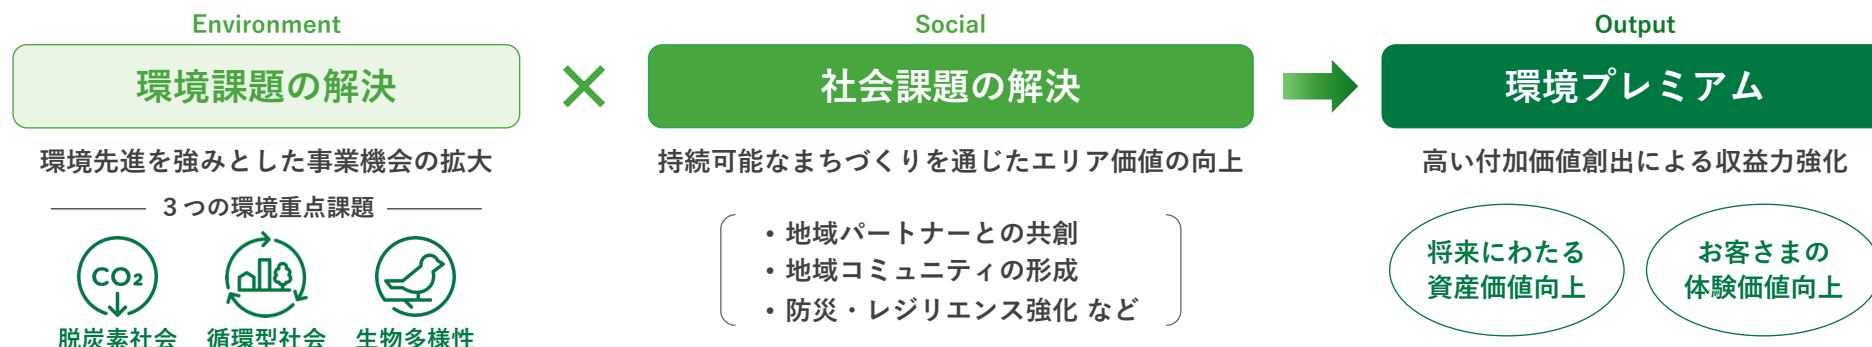 Environment
環境課題の解決
環境先進を強みとした事業機会の拡大
3つの環境重点課題
CO₂
脱炭素社会
循環型社会
生物多様性
×
Social
社会課題の解決
持続可能なまちづくりを通じたエリア価値の向上
・地域パートナーとの共創
・地域コミュニティの形成
・防災・レジリエンス強化 など
Output
環境プレミアム
高い付加価値創出による収益力強化
将来にわたる
資産価値向上
お客さまの
体験価値向上